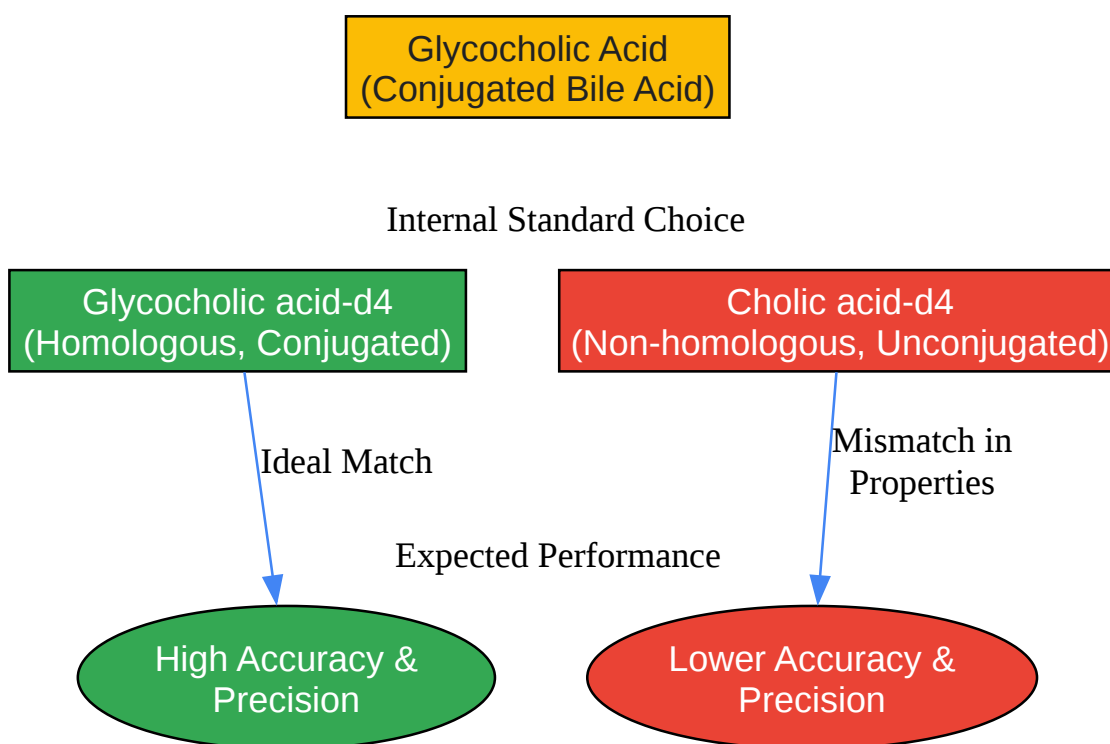 Glycocholic Acid
(Conjugated Bile Acid)
Internal Standard Choice
Glycocholic acid-d4
(Homologous, Conjugated)
Cholic acid-d4
(Non-homologous, Unconjugated)
Ideal Match
Mismatch in
Properties
Expected Performance
High Accuracy &
Precision
Lower Accuracy &
Precision